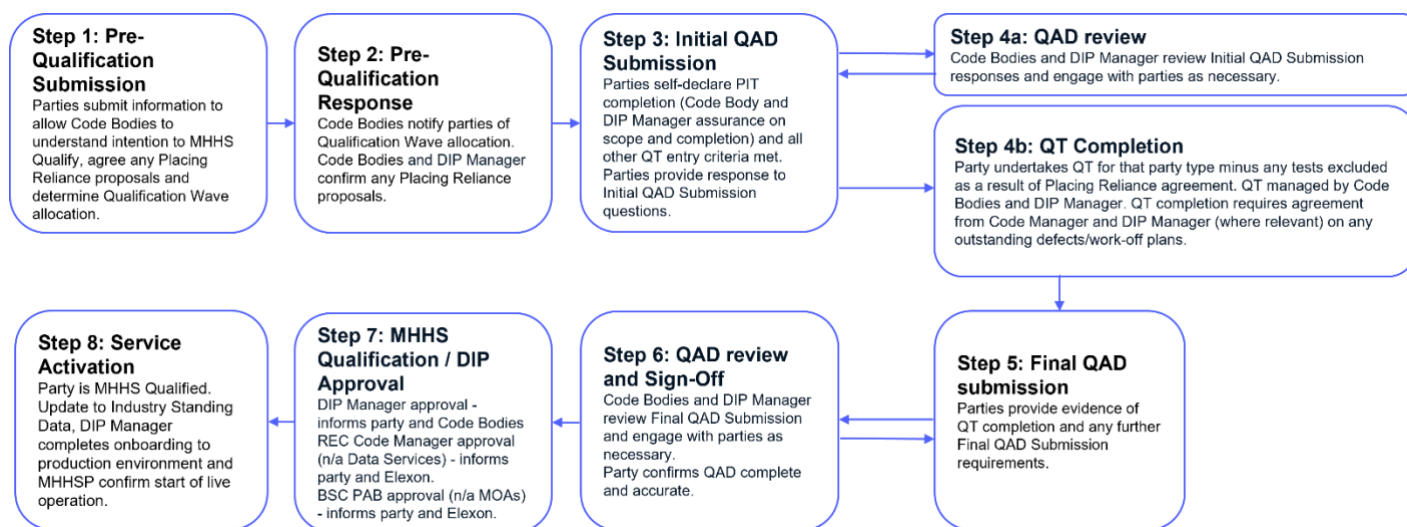 Step 1: Pre-
Qualification
Submission
Parties submit information to
allow Code Bodies to
understand intention to MHHS
Qualify, agree any Placing
Reliance proposals and
determine Qualification Wave
allocation.
Step 2: Pre-
Qualification
Response
Code Bodies notify parties of
Qualification Wave allocation.
Code Bodies and DIP Manager
confirm any Placing Reliance
proposals.
Step 3: Initial QAD
Submission
Parties self-declare PIT
completion (Code Body and
DIP Manager assurance on
scope and completion) and all
other QT entry criteria met.
Parties provide response to
Initial QAD Submission
questions.
Step 4a: QAD review
Code Bodies and DIP Manager review Initial QAD Submission
responses and engage with parties as necessary.
Step 4b: QT Completion
Party undertakes QT for that party type minus any tests excluded
as a result of Placing Reliance agreement. QT managed by Code
Bodies and DIP Manager. QT completion requires agreement
from Code Manager and DIP Manager (where relevant) on any
outstanding defects/work-off plans.
Step 5: Final QAD
submission
Parties provide evidence of
QT completion and any further
Final QAD Submission
requirements.
Step 6: QAD review
and Sign-Off
Code Bodies and DIP Manager
review Final QAD Submission
and engage with parties as
necessary.
Party confirms QAD complete
and accurate.
Step 7: MHHS
Qualification / DIP
Approval
DIP Manager approval -
informs party and Code Bodies
REC Code Manager approval
(n/a Data Services) - informs
party and Elexon.
BSC PAB approval (n/a MOAs)
- informs party and Elexon.
Step 8: Service
Activation
Party is MHHS Qualified.
Update to Industry Standing
Data, DIP Manager
completes onboarding to
production environment and
MHHSP confirm start of live
operation.